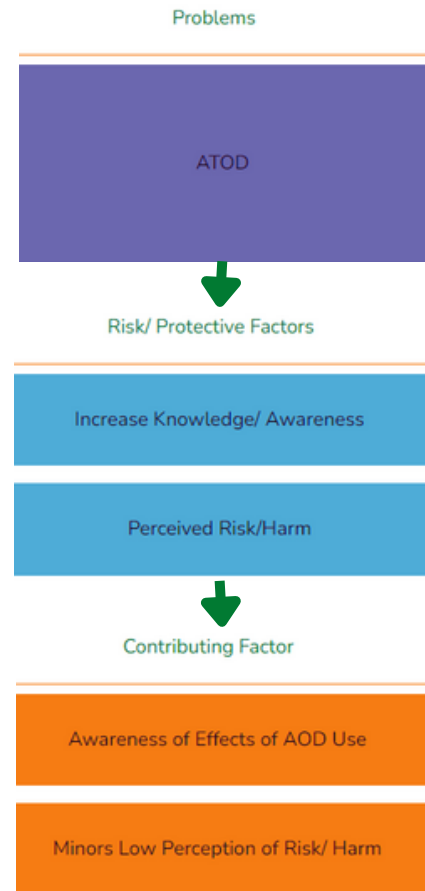 Problems
ATOD
Risk/ Protective Factors
Increase Knowledge/ Awareness
Perceived Risk/Harm
Contributing Factor
Awareness of Effects of AOD Use
Minors Low Perception of Risk/ Harm